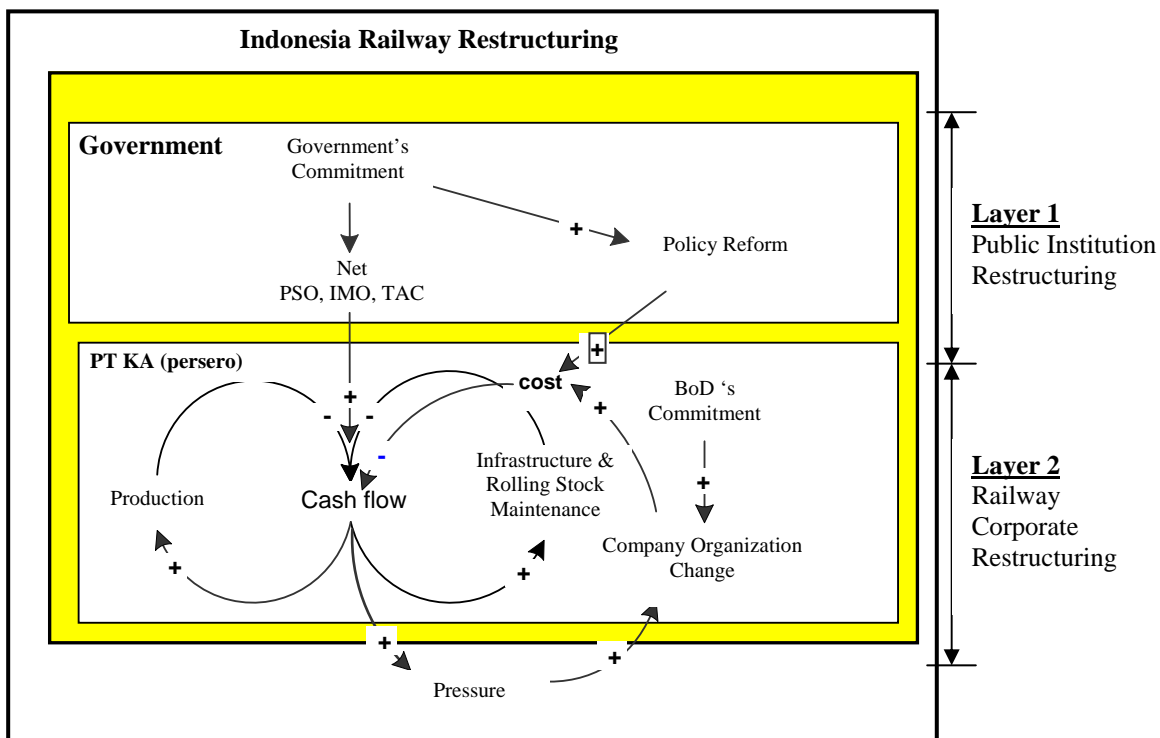 Indonesia Railway Restructuring
Government
Government’s
Commitment
+
Policy Reform
Net
PSO, IMO, TAC
Layer 1
Public Institution
Restructuring
+
PT KA (persero)
cost
BoD ‘s
Commitment
+
+
-
-
-
+
Production
Cash flow
Infrastructure &
Rolling Stock
Maintenance
Company Organization
Change
+
+
Layer 2
Railway
Corporate
Restructuring
+
+
Pressure